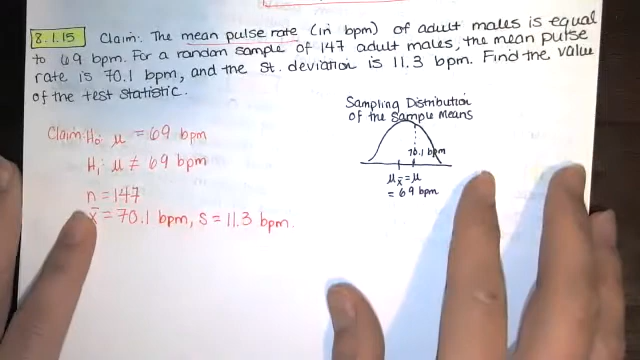 8.1.15 Claim: The mean pulse rate (in bpm) of adult males is equal
to 69 bpm. For a random sample of 147 adult males, the mean pulse
rate is 70.1 bpm, and the st. deviation is 11.3 bpm. Find the value
of the test statistic.
Sampling Distribution
of the Sample Means
Claim: H₀: μ = 69 bpm
H₁: μ ≠ 69 bpm
70.1 bpm
μx̄ = μ
= 69 bpm
n = 147
x̄ = 70.1 bpm, s = 11.3 bpm.